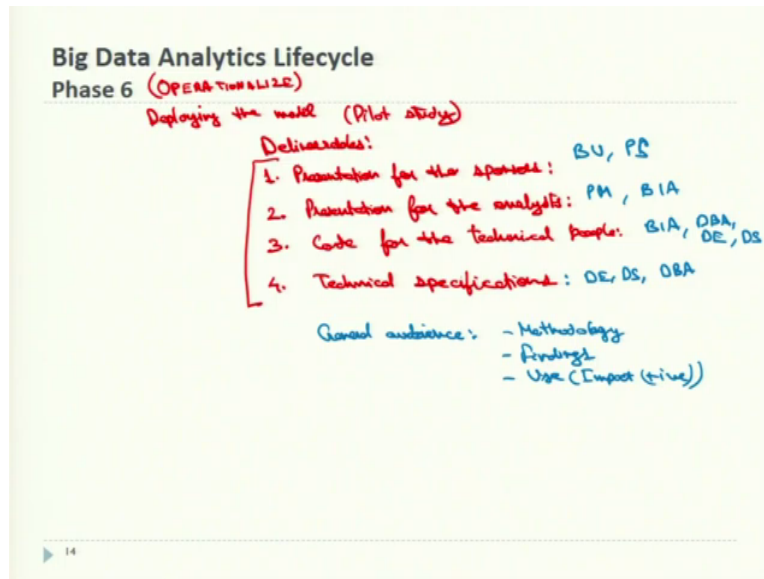 Big Data Analytics Lifecycle
Phase 6 (OPERATIONALIZE)
Deploying the model (Pilot study)
Deliverables:
1. Presentation for the sponsors: BU, PS
2. Presentation for the analysts: PM, BIA
3. Code for the technical people: BIA, DBA, DE, DS
4. Technical specifications: DE, DS, DBA
General audience: - Methodology
- Findings
- Use (Impact (+ive))
14